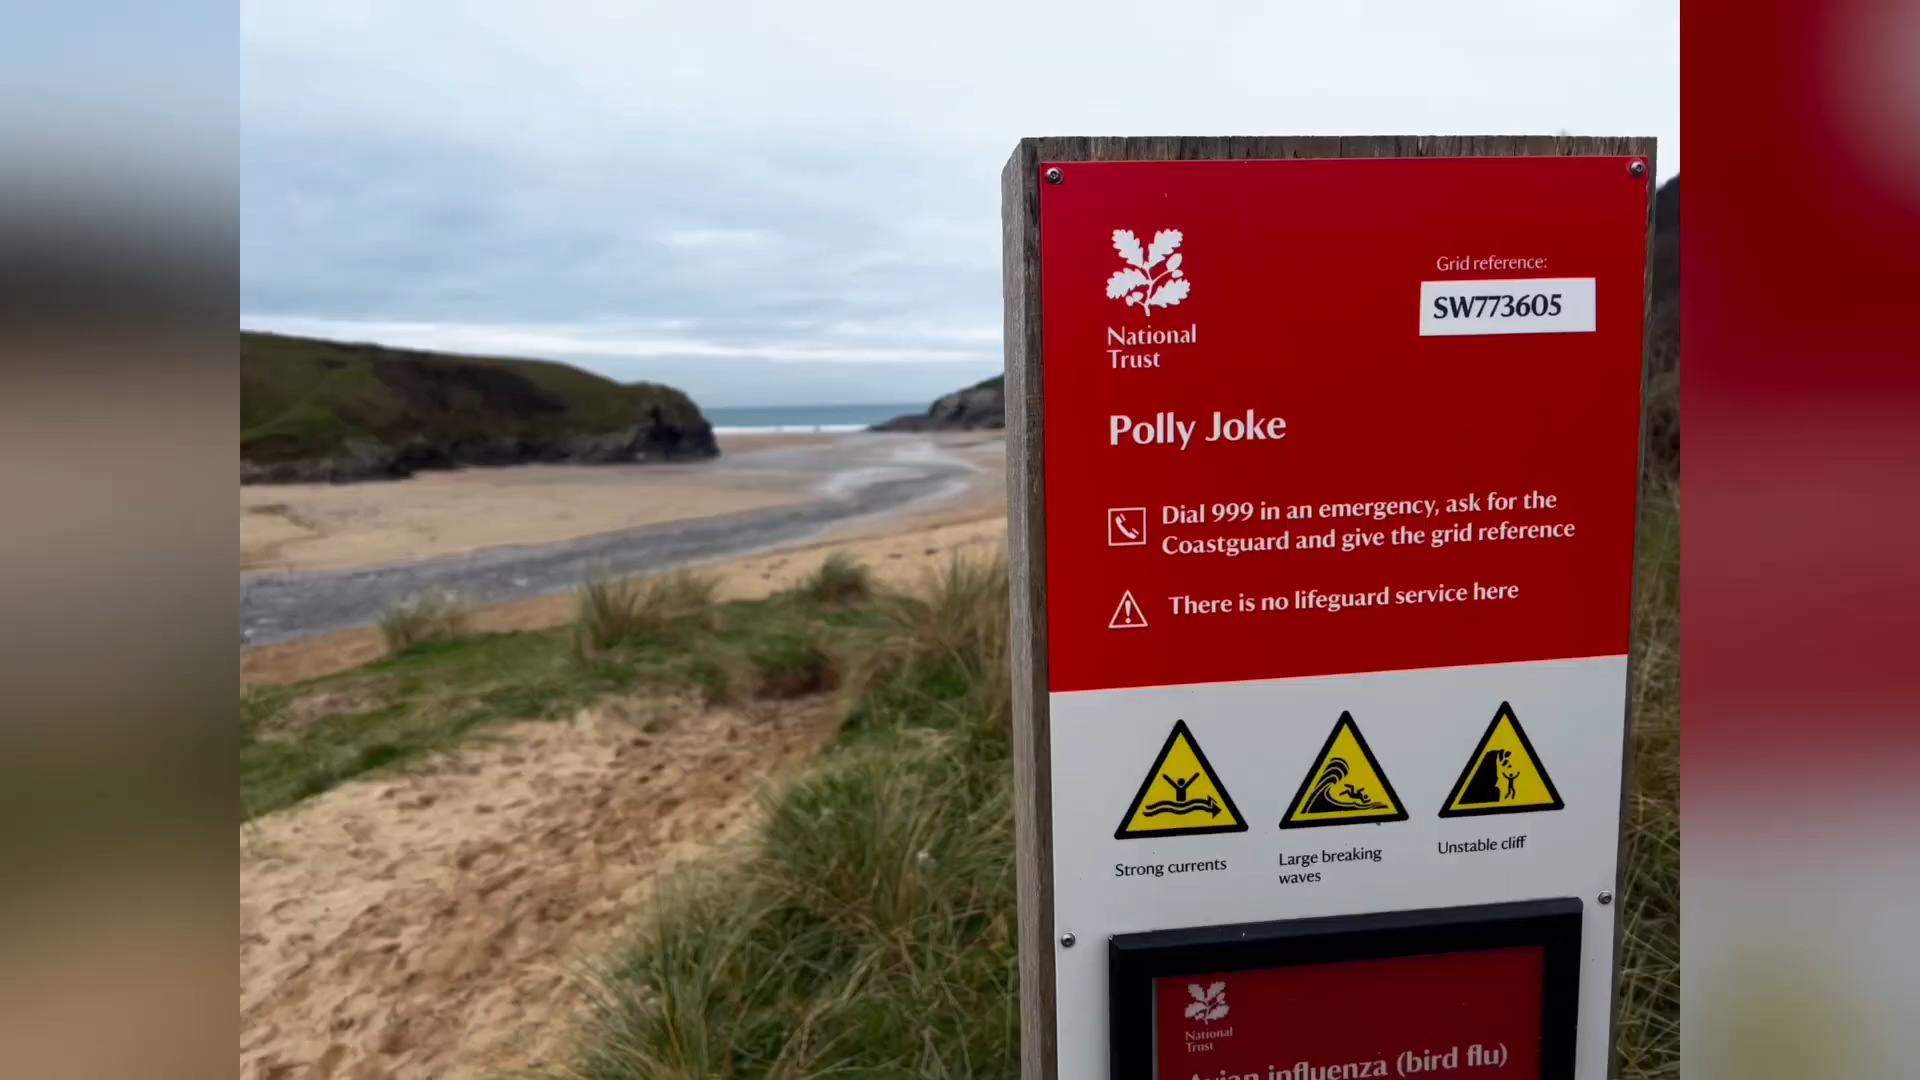 National
Trust
Grid reference:
SW773605
Polly Joke
Dial 999 in an emergency, ask for the
Coastguard and give the grid reference
There is no lifeguard service here
Strong currents
Large breaking
waves
Unstable cliff
National
Trust
Avian influenza (bird flu)